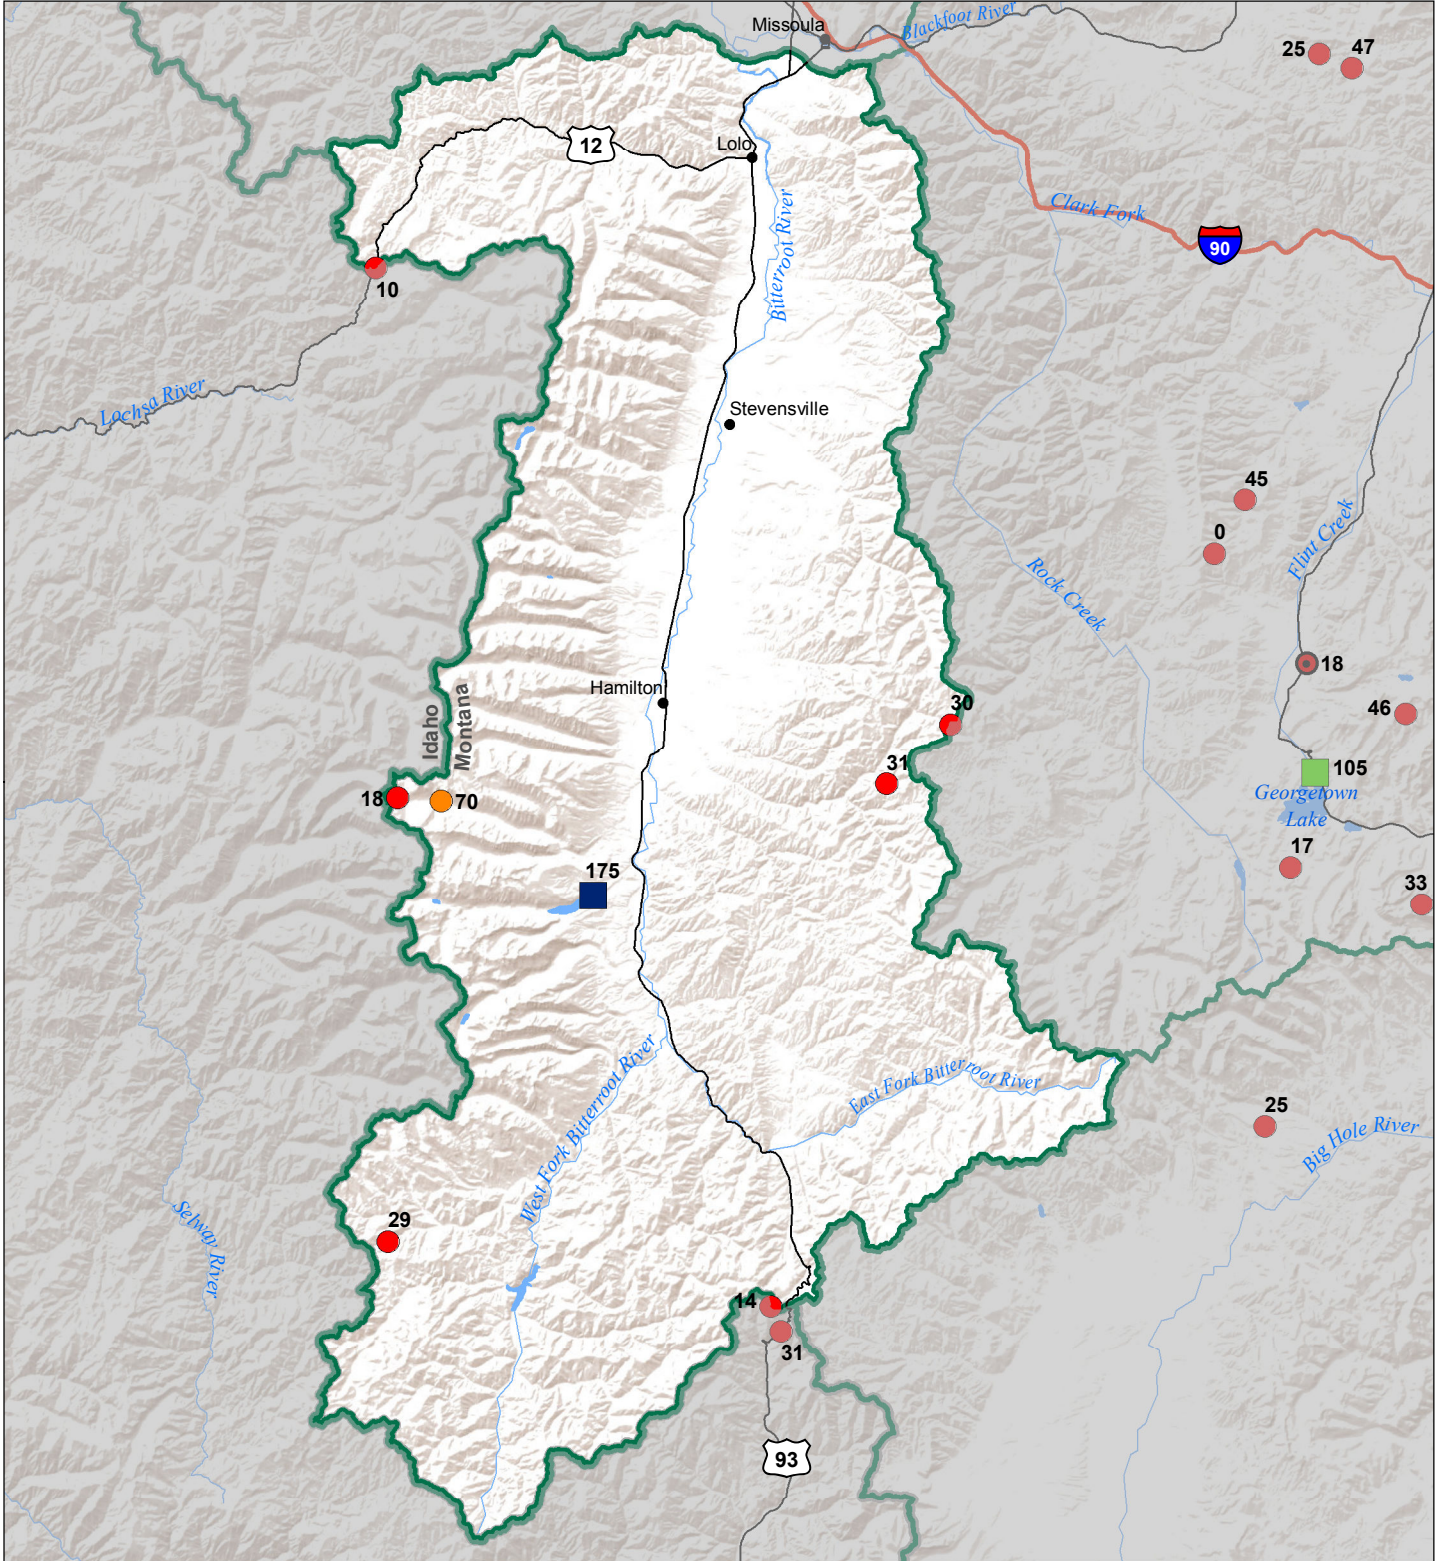 Missoula
Blackfoot River
25
47
12
Lolo
Bitterroot River
Clark Fork
90
10
Lochsa River
Stevensville
45
0
Flint Creek
Rock Creek
18
Hamilton
Idaho
Montana
30
46
31
105
Georgetown
Lake
18
70
17
175
33
West Fork Bitterroot River
East Fork Bitterroot River
25
Big Hole River
Selway River
29
14
31
93